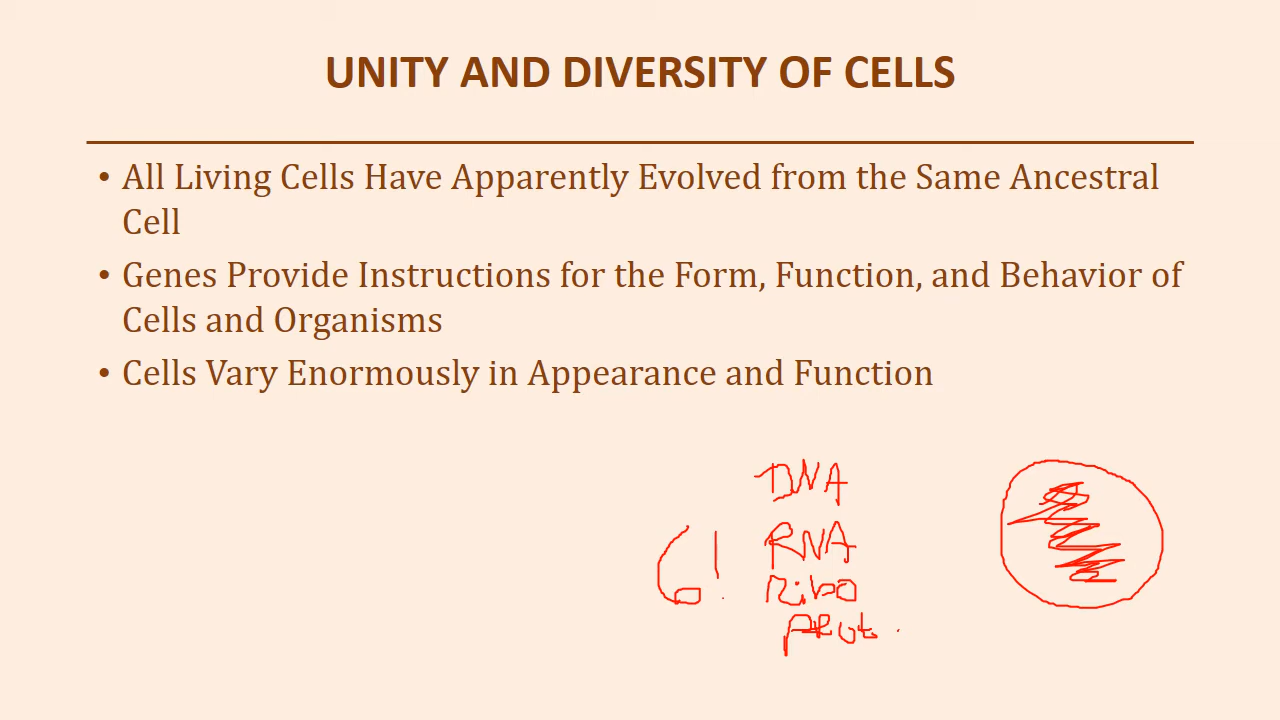 UNITY AND DIVERSITY OF CELLS
• All Living Cells Have Apparently Evolved from the Same Ancestral
Cell
• Genes Provide Instructions for the Form, Function, and Behavior of
Cells and Organisms
• Cells Vary Enormously in Appearance and Function
DNA
RNA
Ribo
Prot.